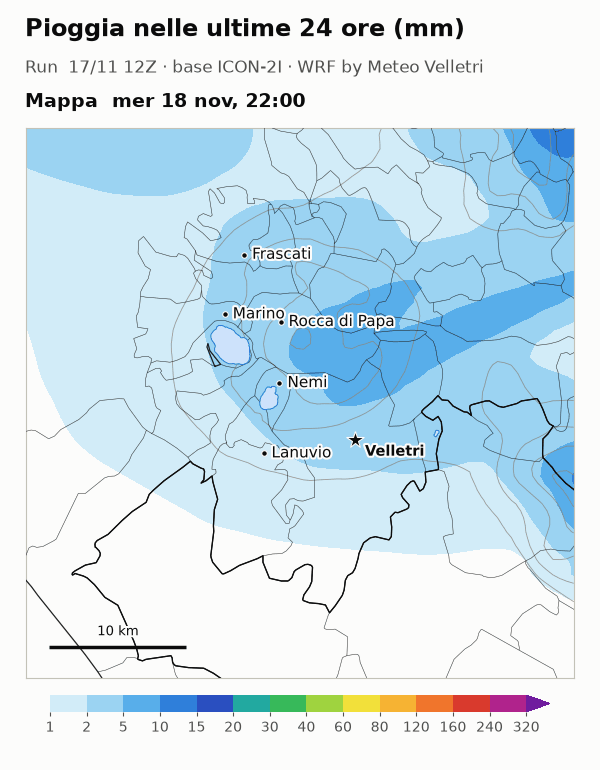 Pioggia nelle ultime 24 ore (mm)
Run  17/11 12Z · base ICON-2I · WRF by Meteo Velletri
Mappa  mer 18 nov, 22:00
Frascati
Marino
Rocca di Papa
Nemi
Velletri
Lanuvio
10 km
1 2 5 10 15 20 30 40 60 80 120 160 240 320